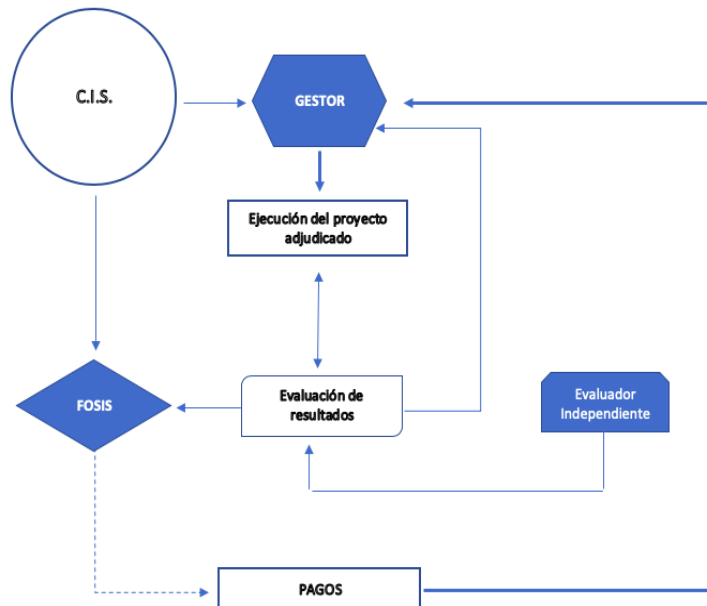 C.I.S.
GESTOR
Ejecución del proyecto
adjudicado
FOSIS
Evaluación de
resultados
Evaluador
Independiente
PAGOS